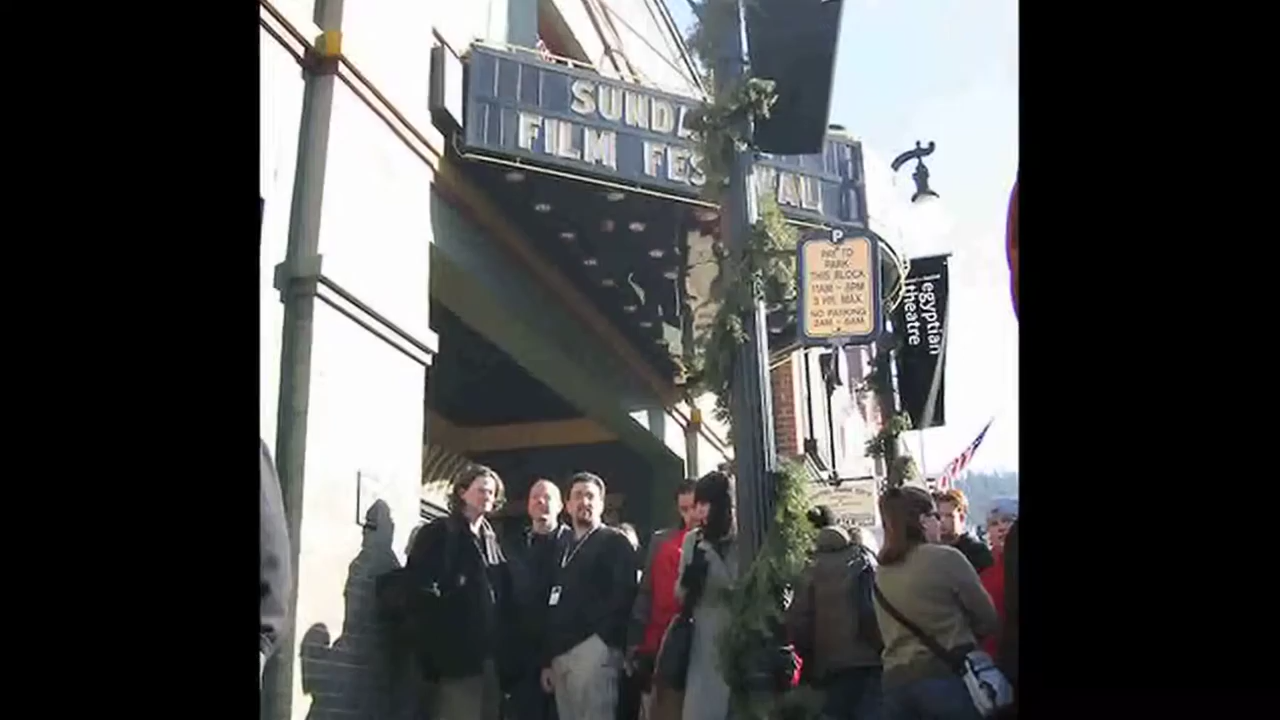 SUNDA
FILM FES VAL
P
PAY TO
PARK
THIS BLOCK
11AM - 8PM
3 HR. MAX.
NO PARKING
2AM - 6AM
egyptian
theatre